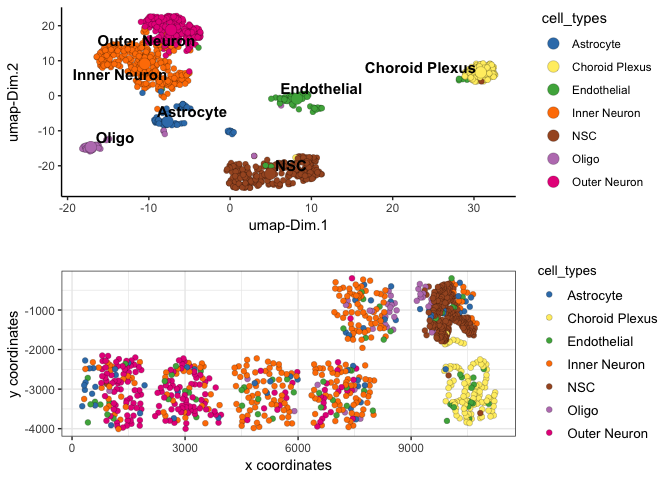 cell_types
Astrocyte
Choroid Plexus
Endothelial
Inner Neuron
NSC
Oligo
Outer Neuron
umap-Dim.2
20
10
0
-10
-20
Outer Neuron
Inner Neuron
Choroid Plexus
Endothelial
Astrocyte
Oligo
NSC
-20 -10 0 10 20 30
umap-Dim.1
cell_types
Astrocyte
Choroid Plexus
Endothelial
Inner Neuron
NSC
Oligo
Outer Neuron
y coordinates
-1000
-2000
-3000
-4000
0 3000 6000 9000
x coordinates